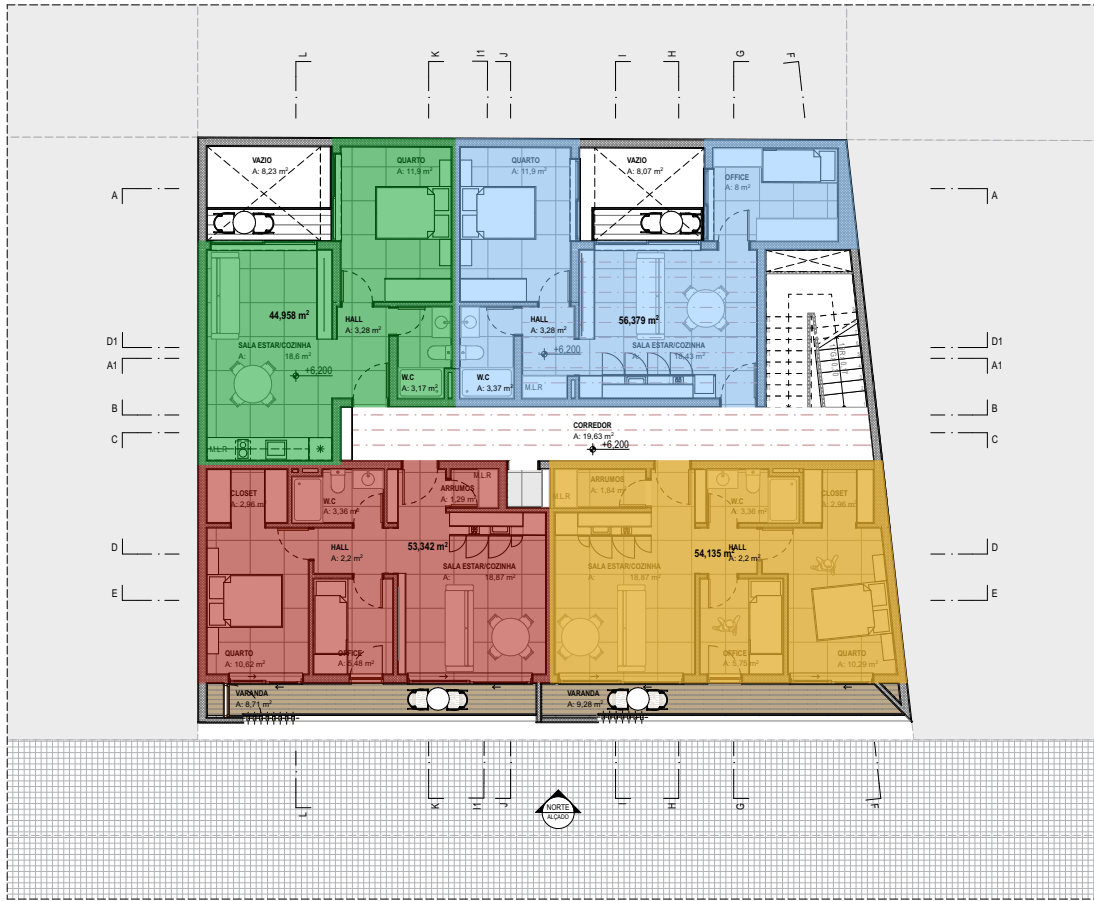 L
K
I1
J
I
H
G
F
VAZIO
A: 8,23 m²
QUARTO
A: 11,9 m²
QUARTO
A: 11,9 m²
VAZIO
A: 8,07 m²
OFFICE
A: 8 m²
A
A
44,958 m²
HALL
A: 3,28 m²
HALL
A: 3,28 m²
56,379 m²
SALA ESTAR/COZINHA
A: 18,6 m²
SALA ESTAR/COZINHA
A: 18,43 m²
D1
D1
A1
A1
+6,200
+6,200
W.C
A: 3,17 m²
W.C
A: 3,37 m²
M.L.R
B
B
C
C
CORREDOR
A: 19,63 m²
+6,200
M.L.R
M.L.R
CLOSET
A: 2,96 m²
W.C
A: 3,36 m²
ARRUMOS
A: 1,29 m²
M.L.R
ARRUMOS
A: 1,84 m²
W.C
A: 3,36 m²
CLOSET
A: 2,96 m²
D
D
HALL
A: 2,2 m²
53,342 m²
54,135 m²
HALL
A: 2,2 m²
SALA ESTAR/COZINHA
A: 18,87 m²
SALA ESTAR/COZINHA
A: 18,87 m²
E
E
QUARTO
A: 10,62 m²
OFFICE
A: 5,48 m²
OFFICE
A: 5,75 m²
QUARTO
A: 10,29 m²
VARANDA
A: 8,71 m²
VARANDA
A: 9,28 m²
L
K
I1
J
I
H
G
F
NORTE
ALÇADO